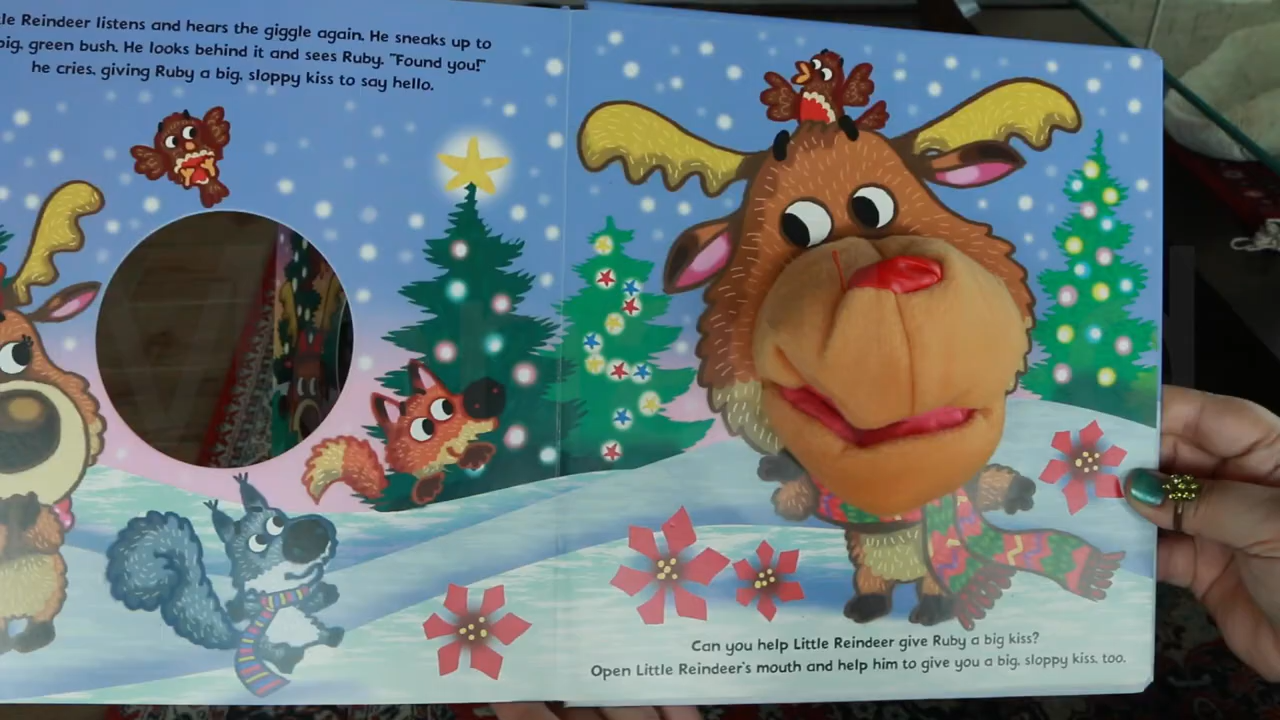 le Reindeer listens and hears the giggle again. He sneaks up to
big, green bush. He looks behind it and sees Ruby. "Found you!"
he cries, giving Ruby a big, sloppy kiss to say hello.
Can you help Little Reindeer give Ruby a big kiss?
Open Little Reindeer's mouth and help him to give you a big, sloppy kiss, too.